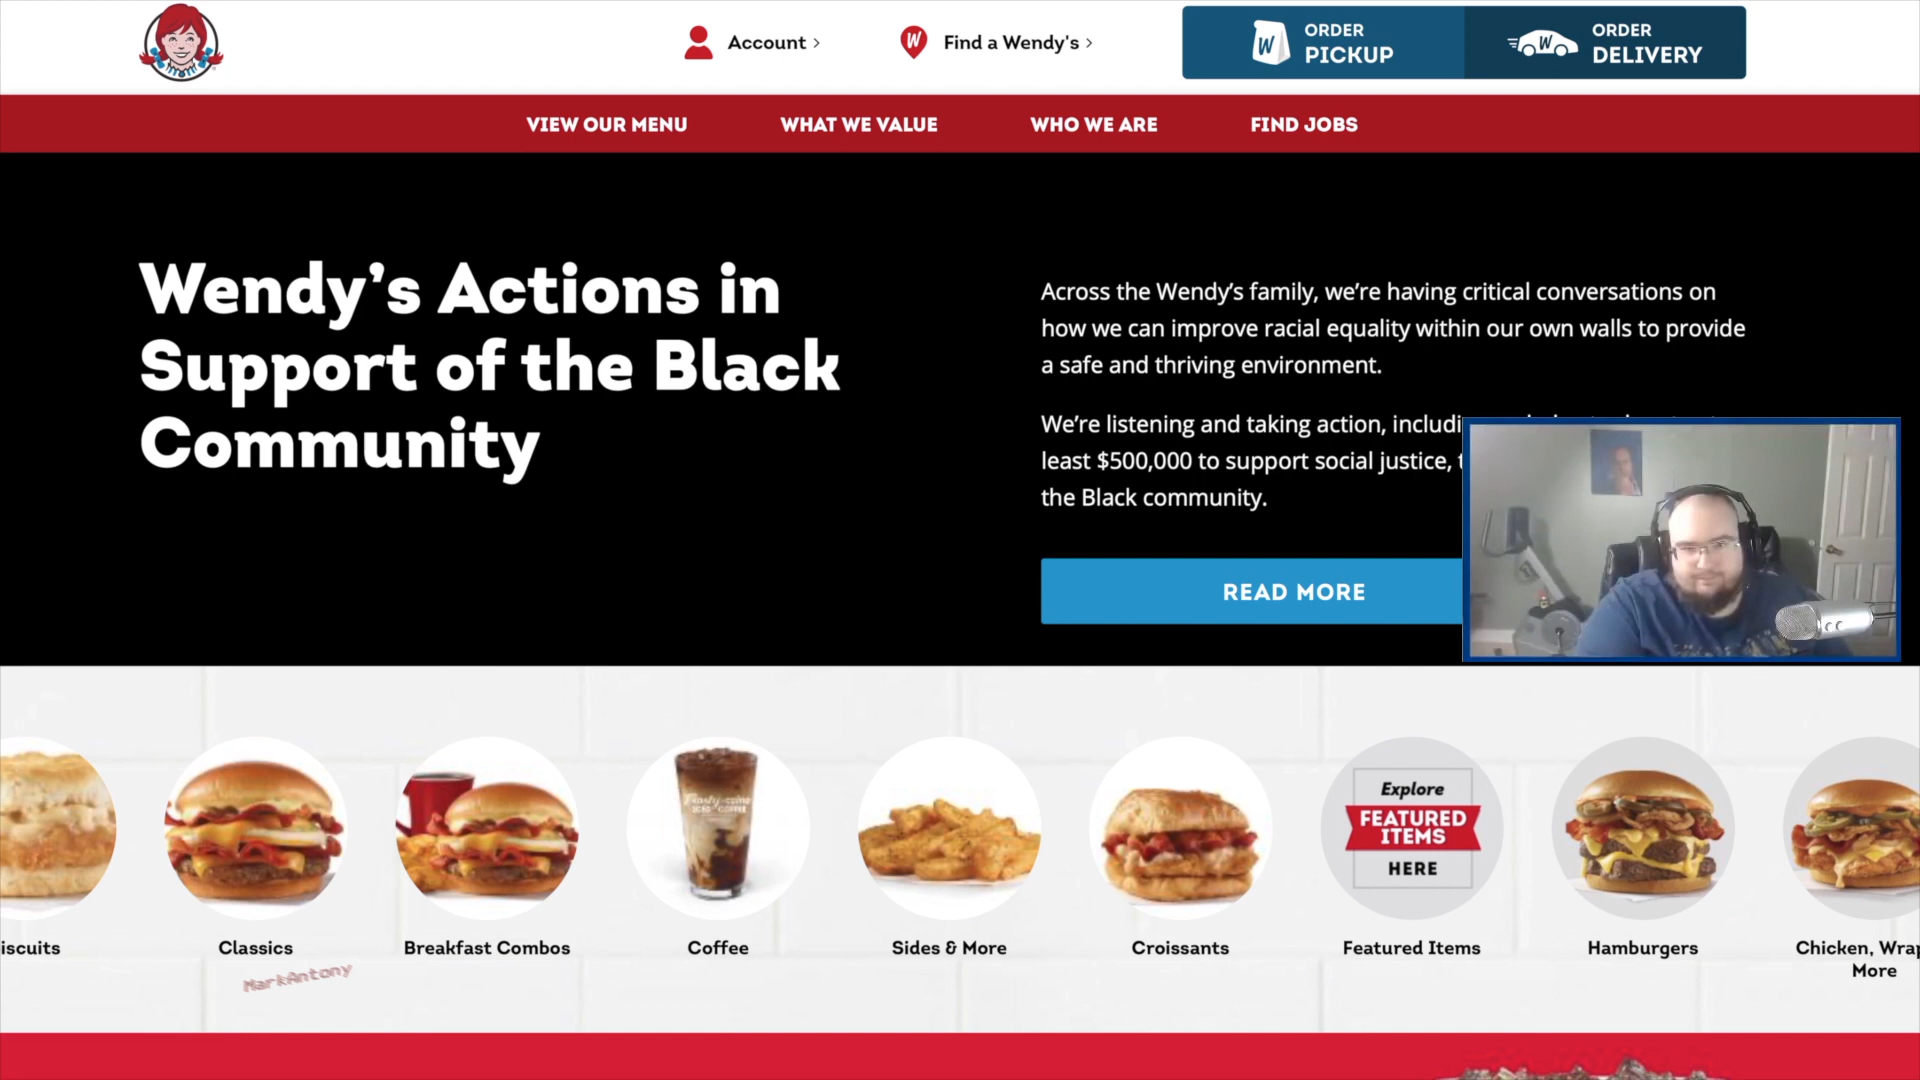 Account
Find a Wendy's
W
ORDER
PICKUP
W
ORDER
DELIVERY
VIEW OUR MENU
WHAT WE VALUE
WHO WE ARE
FIND JOBS
Wendy's Actions in
Support of the Black
Community
Across the Wendy's family, we're having critical conversations on
how we can improve racial equality within our own walls to provide
a safe and thriving environment.
We're listening and taking action,
least $500,000 to support social justice,
the Black community.
READ MORE
Explore
FEATURED
ITEMS
HERE
iscuits
Classics
Breakfast Combos
Coffee
Sides & More
Croissants
Featured Items
Hamburgers
Chicken, Wrap
More
MarkAntony